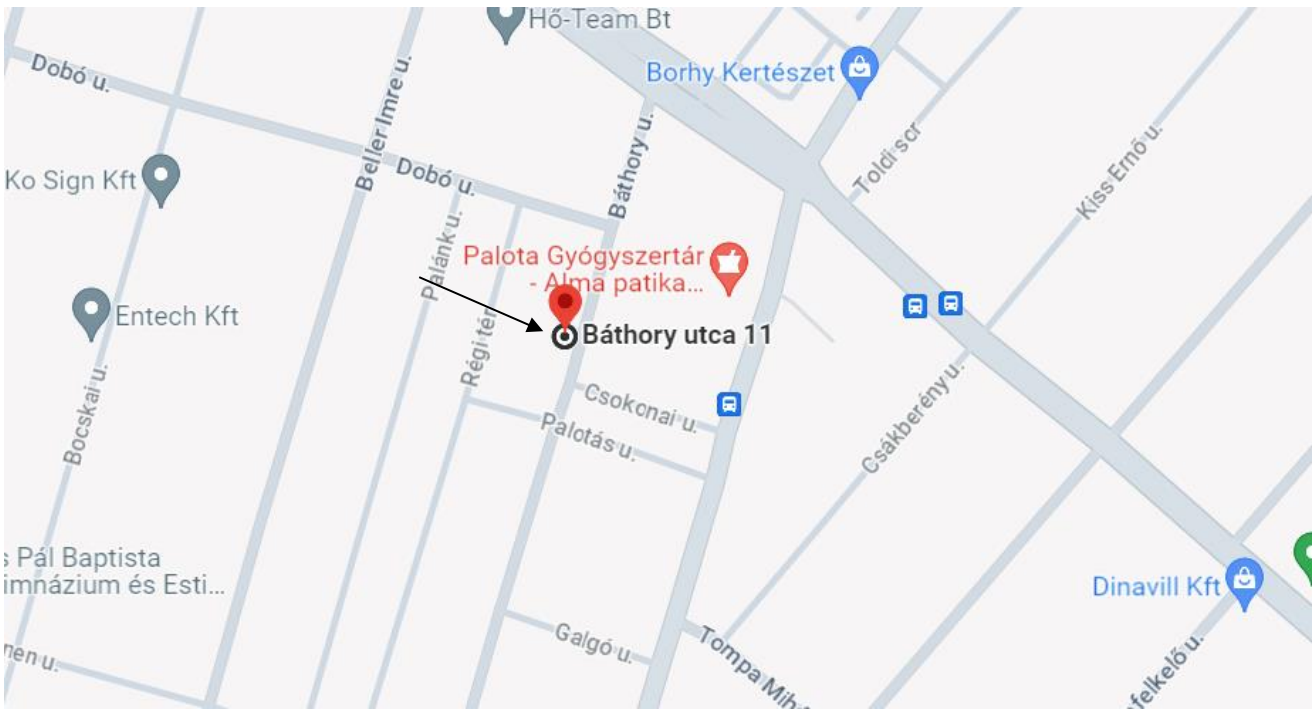 Hő-Team Bt
Dobó u.
Beller Imre u.
Borhy Kertészet
Báthory u.
Toldi sor
Kiss Ernő u.
Ko Sign Kft
Dobó u.
Palánk u.
Palota Gyógyszertár
- Alma patika...
Entech Kft
Régi tér
Báthory utca 11
Bocskai u.
Csokonai u.
Csákberény u.
Palotás u.
s Pál Baptista
imnázium és Esti...
Dinavill Kft
Galgó u.
Tompa Mih
nen u.
felkelő u.